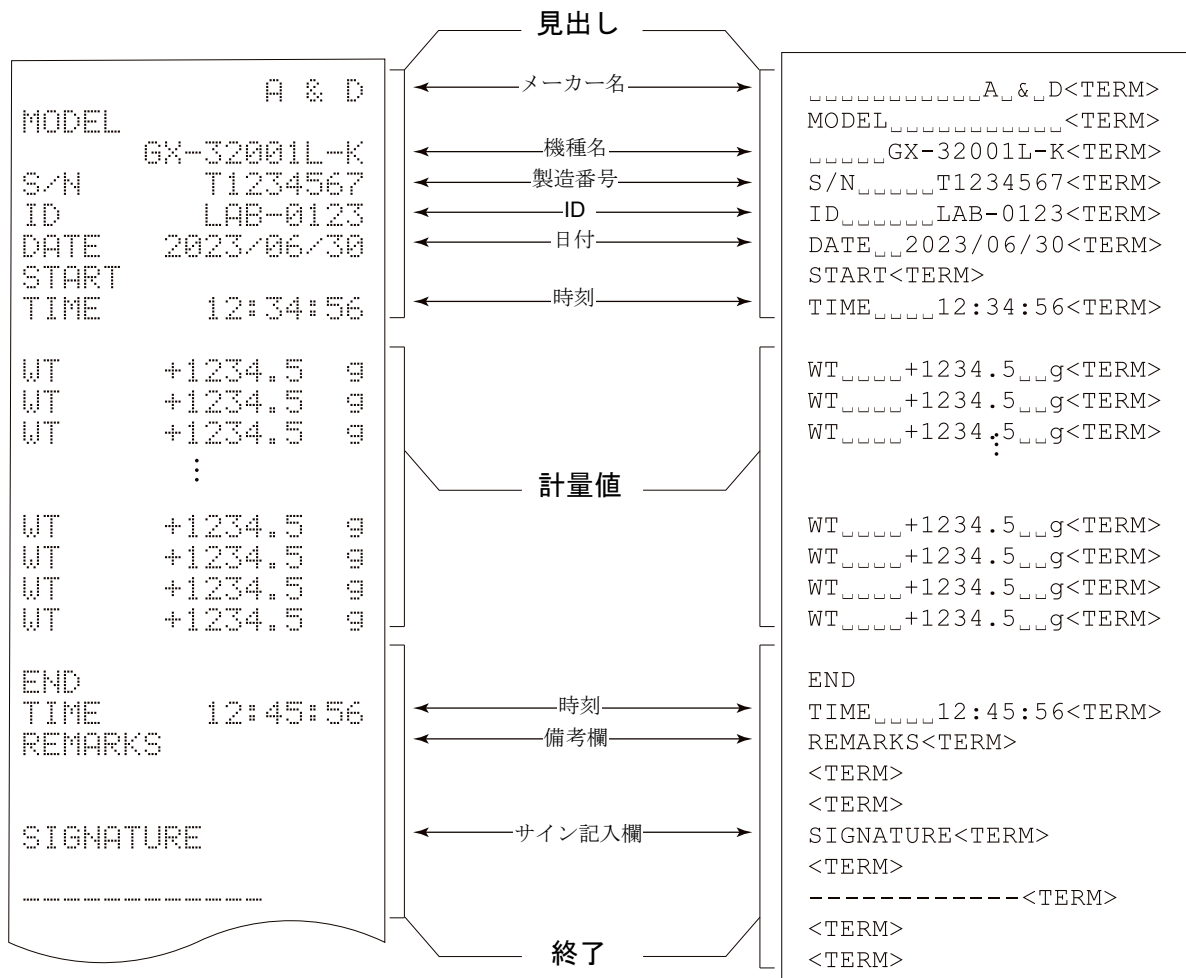 見出し
A & D
MODEL
GX-32001L-K
S/N T1234567
ID LAB-0123
DATE 2023/06/30
START
TIME 12:34:56
WT +1234.5 g
WT +1234.5 g
WT +1234.5 g
⋮
WT +1234.5 g
WT +1234.5 g
WT +1234.5 g
WT +1234.5 g
END
TIME 12:45:56
REMARKS
SIGNATURE
------------
メーカー名
機種名
製造番号
ID
日付
時刻
計量値
時刻
備考欄
サイン記入欄
終了
␣␣␣␣␣␣␣␣␣␣␣A␣&␣D<TERM>
MODEL␣␣␣␣␣␣␣␣␣␣␣<TERM>
␣␣␣␣␣GX-32001L-K<TERM>
S/N␣␣␣␣␣T1234567<TERM>
ID␣␣␣␣␣␣LAB-0123<TERM>
DATE␣␣2023/06/30<TERM>
START<TERM>
TIME␣␣␣␣12:34:56<TERM>
WT␣␣␣␣+1234.5␣␣g<TERM>
WT␣␣␣␣+1234.5␣␣g<TERM>
WT␣␣␣␣+1234.5␣␣g<TERM>
⋮
WT␣␣␣␣+1234.5␣␣g<TERM>
WT␣␣␣␣+1234.5␣␣g<TERM>
WT␣␣␣␣+1234.5␣␣g<TERM>
WT␣␣␣␣+1234.5␣␣g<TERM>
END
TIME␣␣␣␣12:45:56<TERM>
REMARKS<TERM>
<TERM>
<TERM>
SIGNATURE<TERM>
<TERM>
------------<TERM>
<TERM>
<TERM>